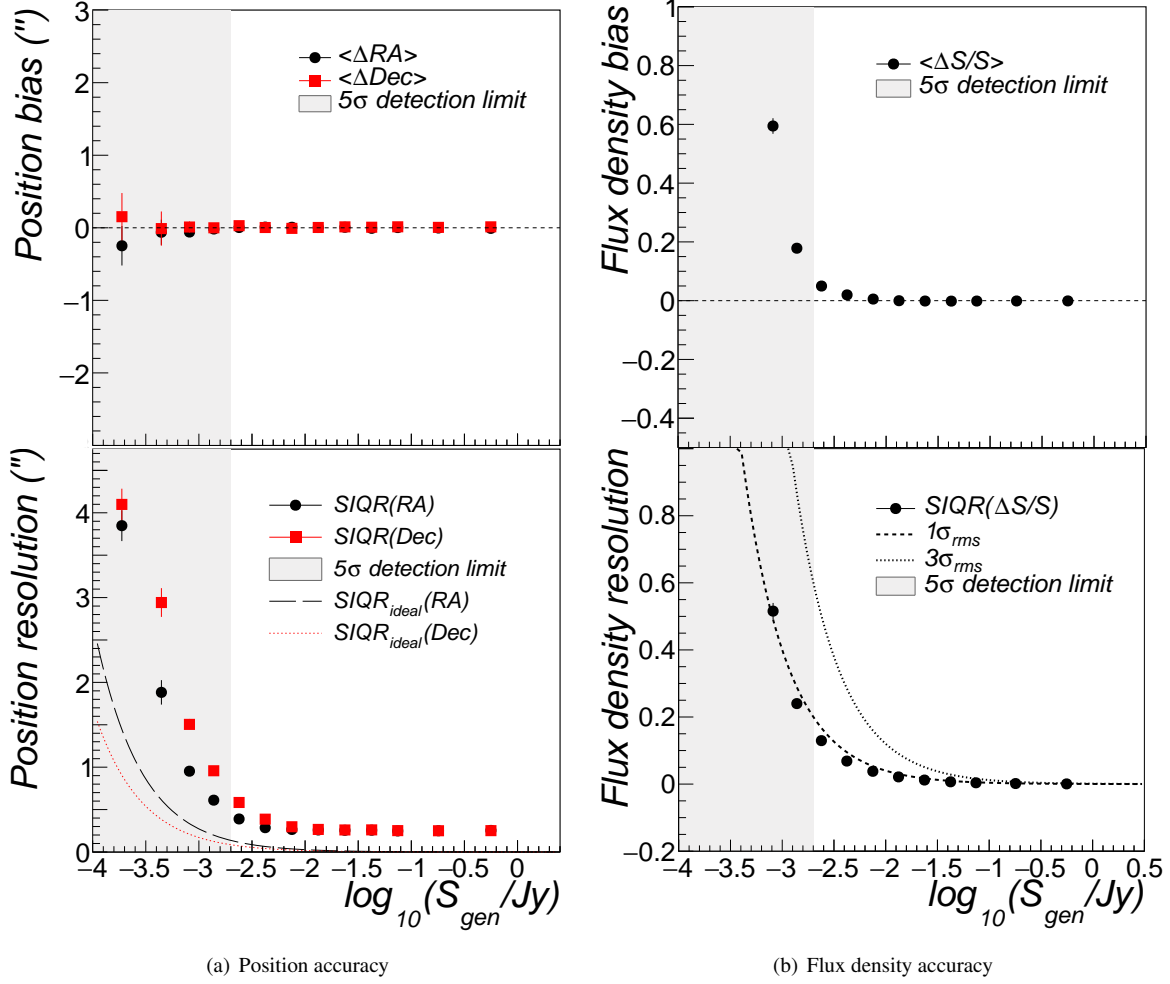 Position bias (")
3
2
1
0
−1
−2
<ΔRA>
<ΔDec>
5σ detection limit
Position resolution (")
4
3
2
1
0
SIQR(RA)
SIQR(Dec)
5σ detection limit
SIQR_ideal(RA)
SIQR_ideal(Dec)
−4 −3.5 −3 −2.5 −2 −1.5 −1 −0.5 0
log_10(S_gen/Jy)
(a) Position accuracy
Flux density bias
1
0.8
0.6
0.4
0.2
0
−0.2
−0.4
<ΔS/S>
5σ detection limit
Flux density resolution
0.8
0.6
0.4
0.2
0
−0.2
SIQR(ΔS/S)
1σ_rms
3σ_rms
5σ detection limit
−4 −3.5 −3 −2.5 −2 −1.5 −1 −0.5 0 0.5
log_10(S_gen/Jy)
(b) Flux density accuracy